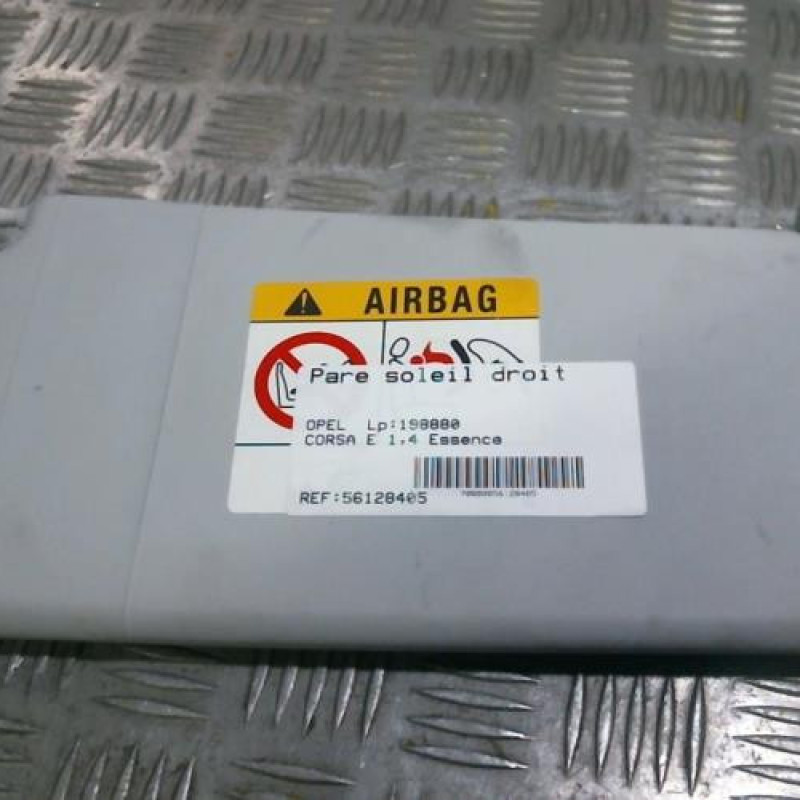 AIRBAG
Pare soleil droit
OPEL Lp:198880
CORSA E 1,4 Essence
REF:56128405